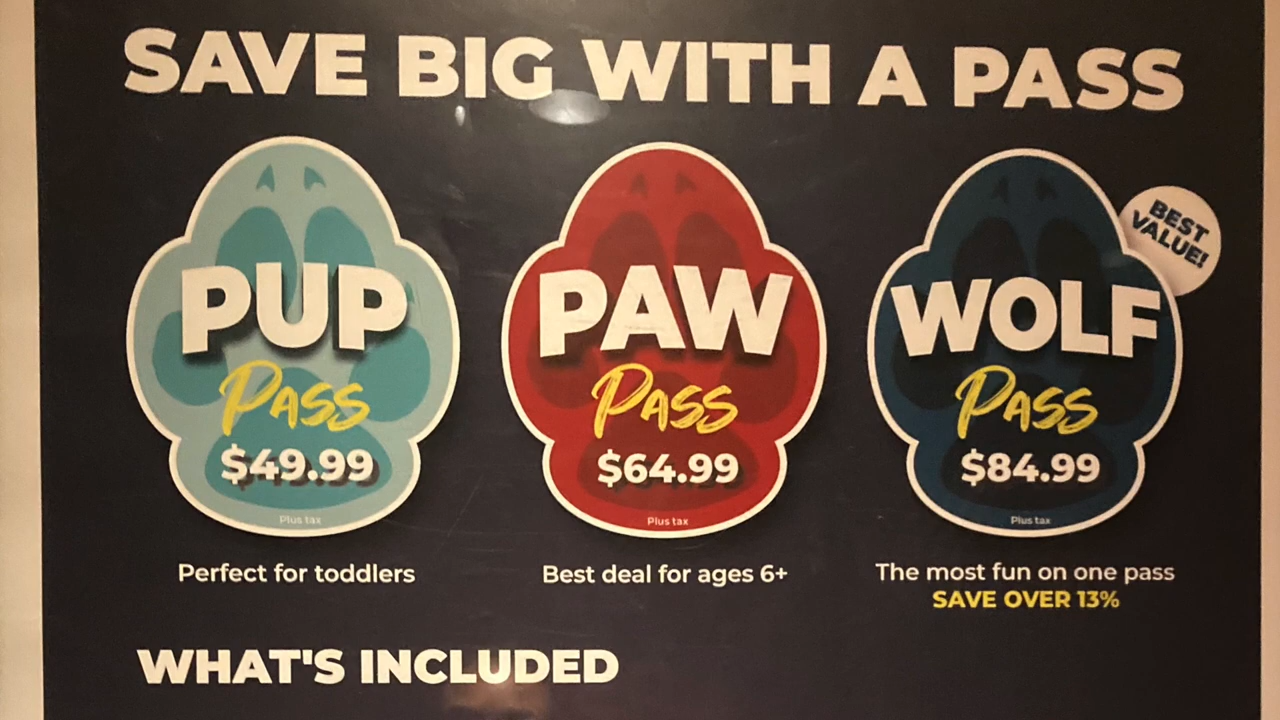 SAVE BIG WITH A PASS
PUP
PASS
$49.99
Plus tax
Perfect for toddlers
PAW
PASS
$64.99
Plus tax
Best deal for ages 6+
BEST
VALUE!
WOLF
PASS
$84.99
Plus tax
The most fun on one pass
SAVE OVER 13%
WHAT'S INCLUDED